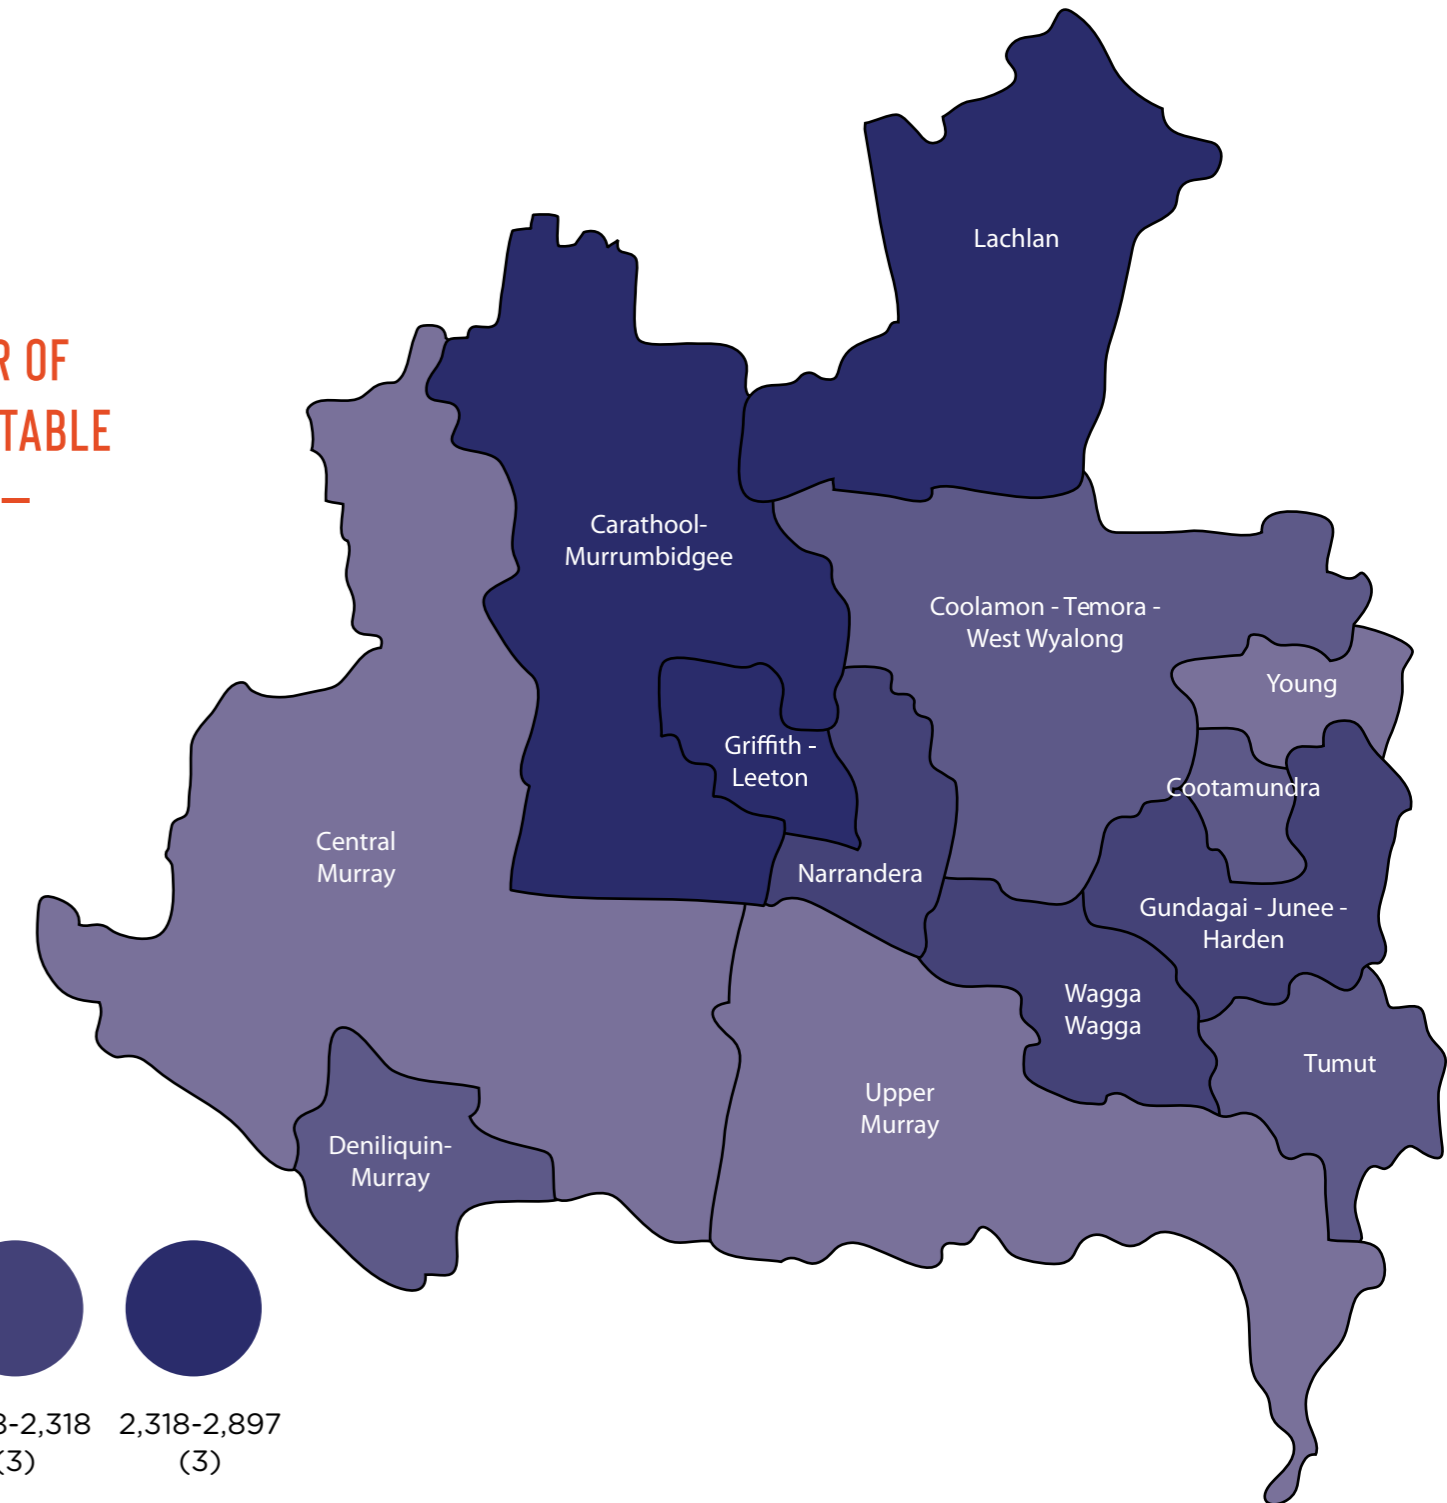 R OF
TABLE
–
Lachlan
Carathool-
Murrumbidgee
Coolamon - Temora -
West Wyalong
Young
Griffith -
Leeton
Cootamundra
Central
Murray
Narrandera
Gundagai - Junee -
Harden
Wagga
Wagga
Tumut
Upper
Murray
Deniliquin-
Murray
8-2,318
(3)
2,318-2,897
(3)